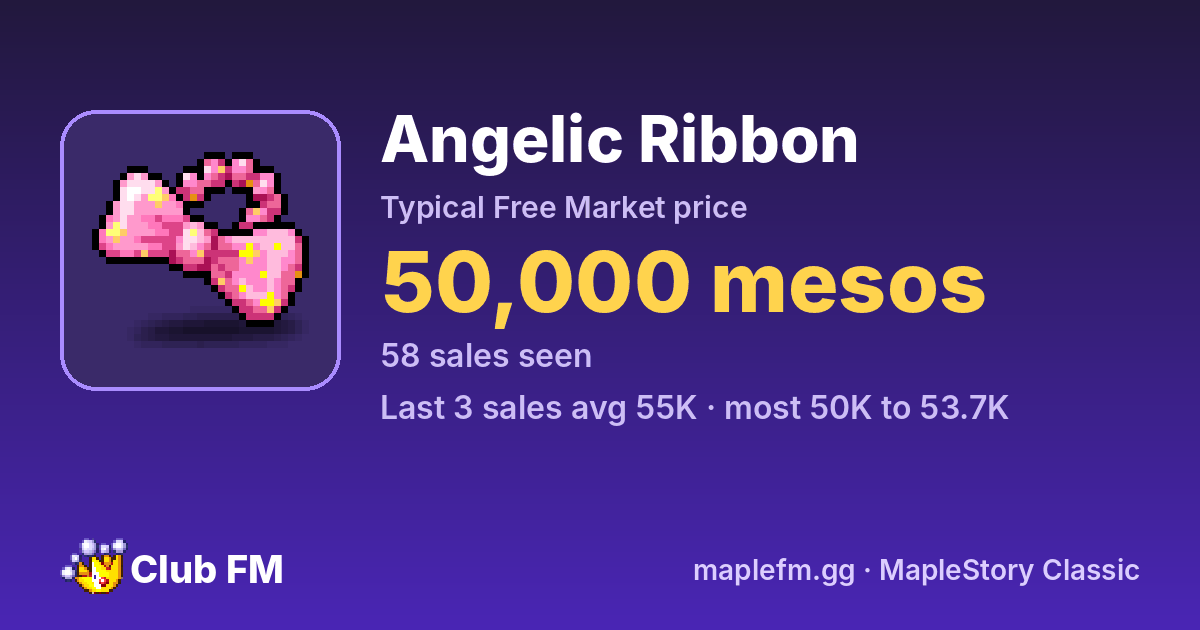 Angelic Ribbon
Typical Free Market price
50,000 mesos
58 sales seen
Last 3 sales avg 55K · most 50K to 53.7K
Club FM
maplefm.gg · MapleStory Classic